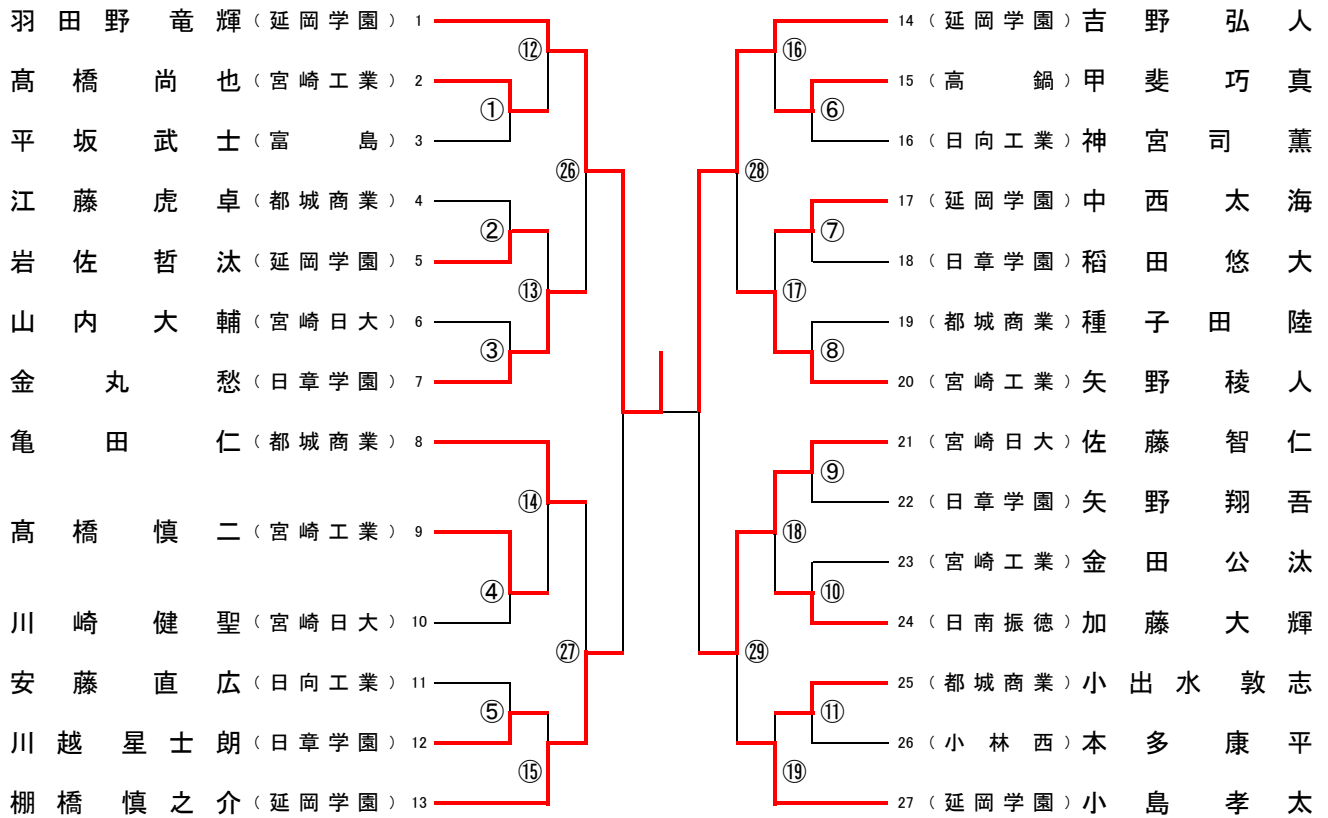 羽田野竜輝（延岡学園）1
髙橋尚也（宮崎工業）2
平坂武士（富島）3
江藤虎卓（都城商業）4
岩佐哲汰（延岡学園）5
山内大輔（宮崎日大）6
金丸愁（日章学園）7
亀田仁（都城商業）8
髙橋慎二（宮崎工業）9
川崎健聖（宮崎日大）10
安藤直広（日向工業）11
川越星士朗（日章学園）12
棚橋慎之介（延岡学園）13
①
②
③
④
⑤
⑫
⑬
⑭
⑮
㉖
㉗
㉘
㉙
⑯
⑰
⑱
⑲
⑥
⑦
⑧
⑨
⑩
⑪
14（延岡学園）吉野弘人
15（高鍋）甲斐巧真
16（日向工業）神宮司薫
17（延岡学園）中西太海
18（日章学園）稻田悠大
19（都城商業）種子田陸
20（宮崎工業）矢野稜人
21（宮崎日大）佐藤智仁
22（日章学園）矢野翔吾
23（宮崎工業）金田公汰
24（日南振徳）加藤大輝
25（都城商業）小出水敦志
26（小林西）本多康平
27（延岡学園）小島孝太